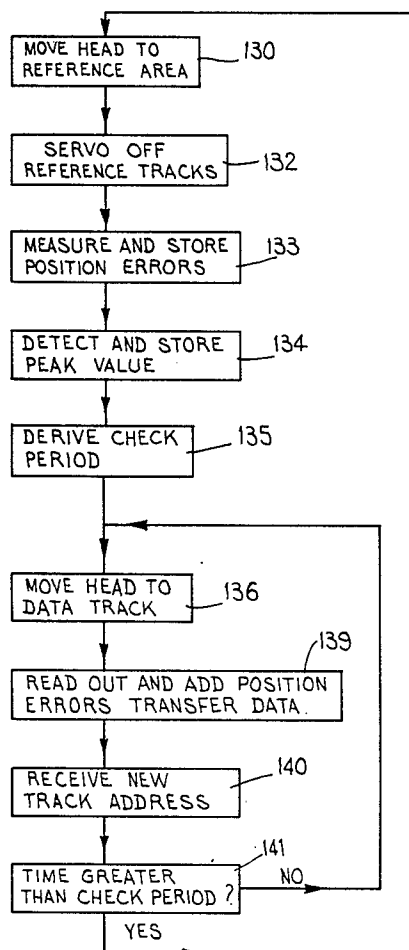 MOVE HEAD TO
REFERENCE AREA
130
SERVO OFF
REFERENCE TRACKS
132
MEASURE AND STORE
POSITION ERRORS
133
DETECT AND STORE
PEAK VALUE
134
DERIVE CHECK
PERIOD
135
MOVE HEAD TO
DATA TRACK
136
139
READ OUT AND ADD POSITION
ERRORS TRANSFER DATA.
RECEIVE NEW
TRACK ADDRESS
140
141
TIME GREATER
THAN CHECK PERIOD ?
NO
YES